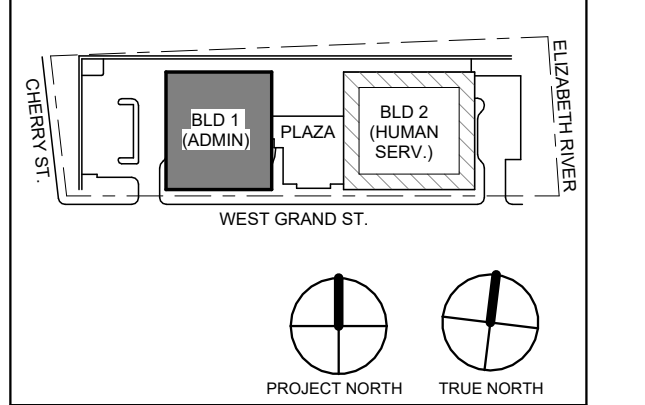 CHERRY ST.
BLD 1
(ADMIN)
PLAZA
BLD 2
(HUMAN
SERV.)
ELIZABETH RIVER
WEST GRAND ST.
PROJECT NORTH
TRUE NORTH